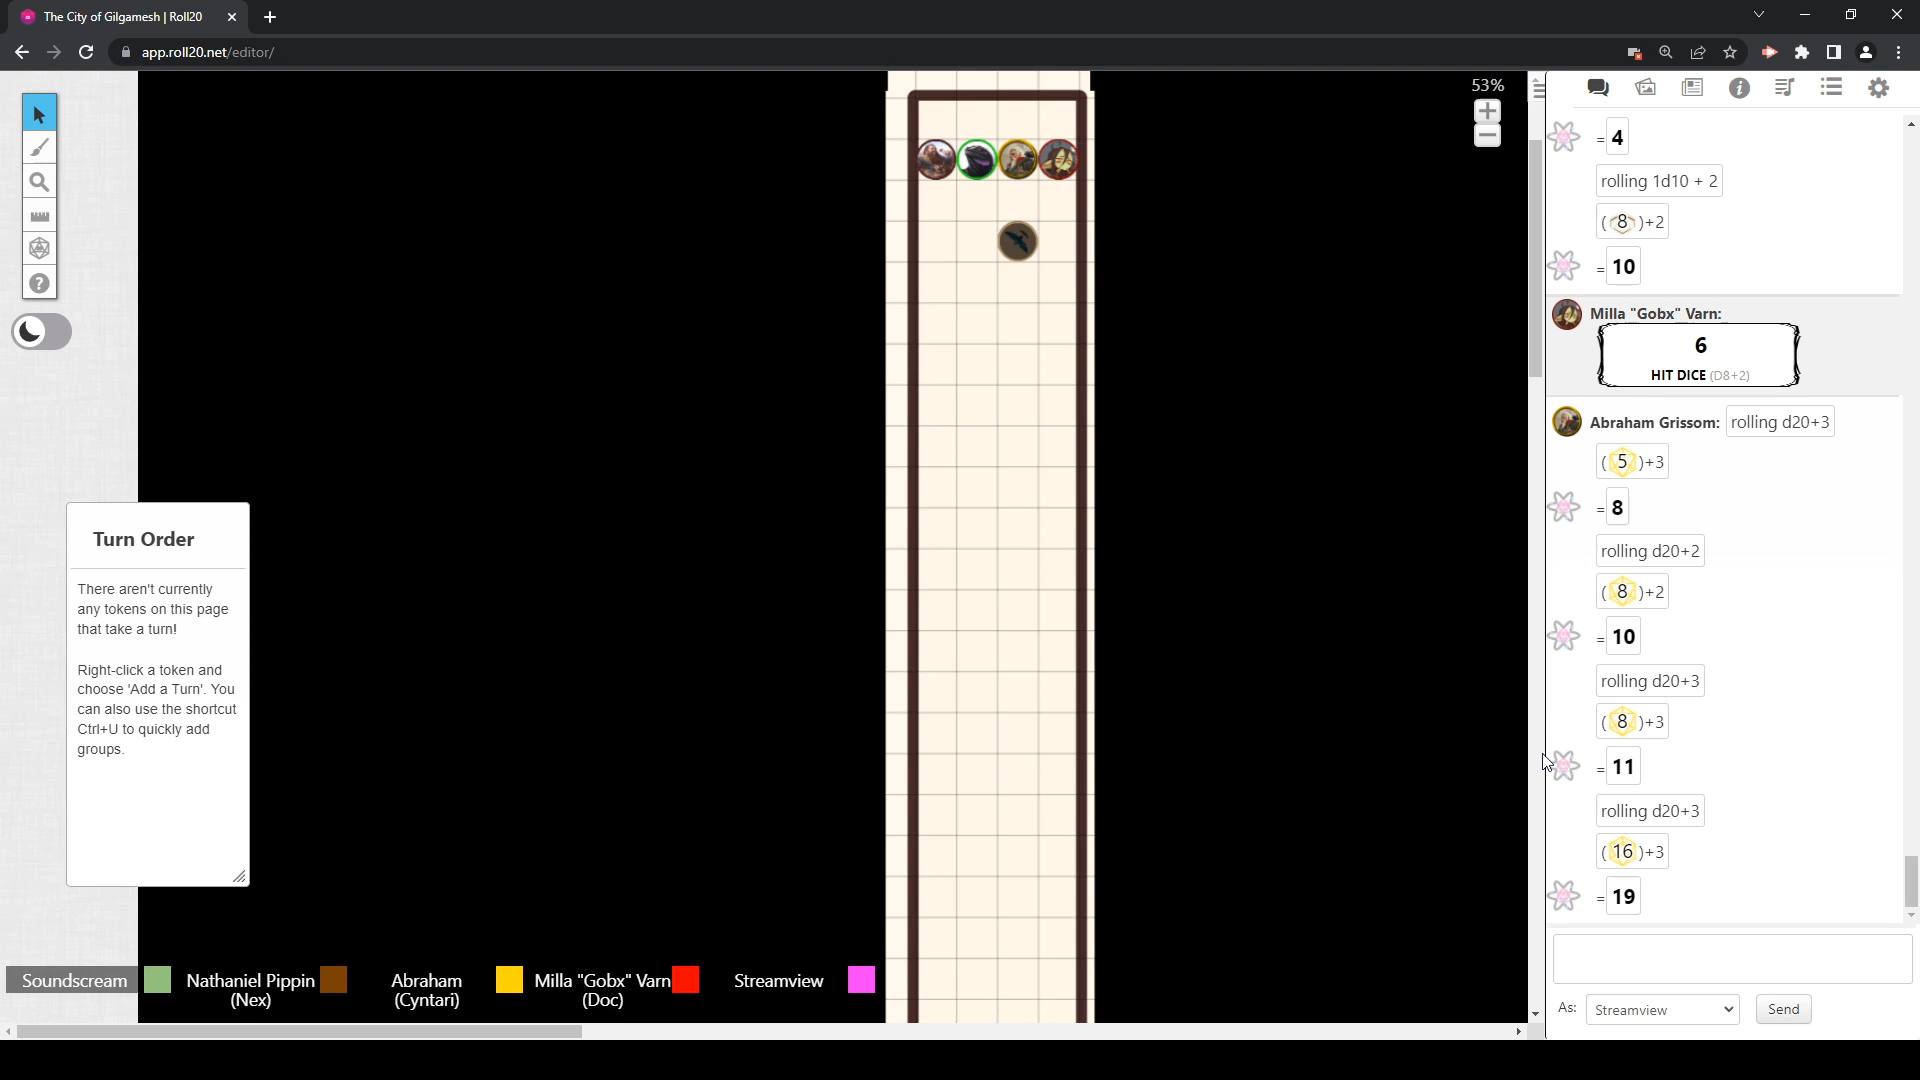 The City of Gilgamesh | Roll20
app.roll20.net/editor/
53%
= 4
rolling 1d10 + 2
( 8 )+2
= 10
Milla "Gobx" Varn:
6
HIT DICE (D8+2)
Abraham Grissom: rolling d20+3
( 5 )+3
= 8
rolling d20+2
( 8 )+2
= 10
rolling d20+3
( 8 )+3
= 11
rolling d20+3
( 16 )+3
= 19
Turn Order
There aren't currently
any tokens on this page
that take a turn!
Right-click a token and
choose 'Add a Turn'. You
can also use the shortcut
Ctrl+U to quickly add
groups.
Soundscream
Nathaniel Pippin
(Nex)
Abraham
(Cyntari)
Milla "Gobx" Varn
(Doc)
Streamview
As: Streamview Send